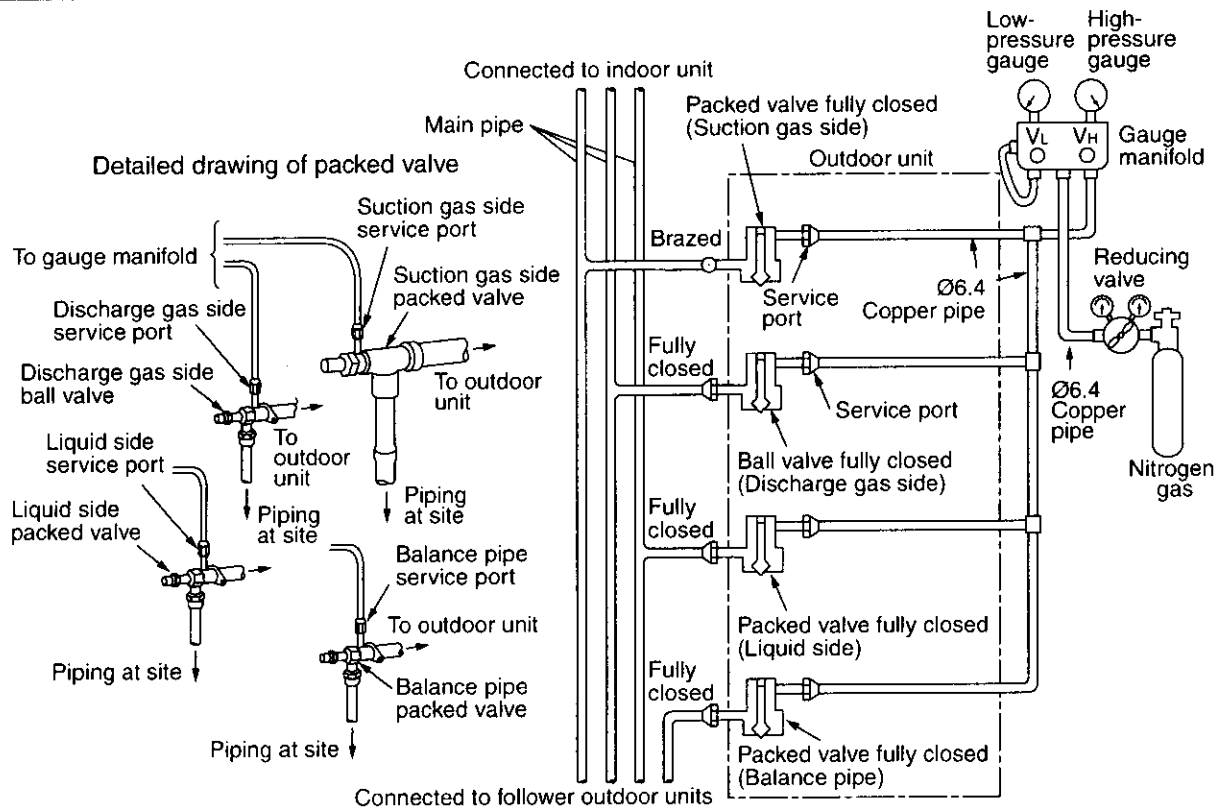 Low-
pressure
gauge
High-
pressure
gauge
Connected to indoor unit
Packed valve fully closed
(Suction gas side)
VL
VH
Gauge
manifold
Main pipe
Outdoor unit
Detailed drawing of packed valve
Suction gas side
service port
To gauge manifold
Suction gas side
packed valve
Brazed
Service
port
Ø6.4
Copper pipe
Reducing
valve
Discharge gas side
service port
Discharge gas side
ball valve
To outdoor
unit
Fully
closed
Service port
Ø6.4
Copper
pipe
Nitrogen
gas
To
outdoor
unit
Liquid side
service port
Ball valve fully closed
(Discharge gas side)
Liquid side
packed valve
Piping
at site
Piping
at site
Fully
closed
Balance pipe
service port
To outdoor unit
Packed valve fully closed
(Liquid side)
Piping at site
Balance pipe
packed valve
Fully
closed
Piping at site
Packed valve fully closed
(Balance pipe)
Connected to follower outdoor units